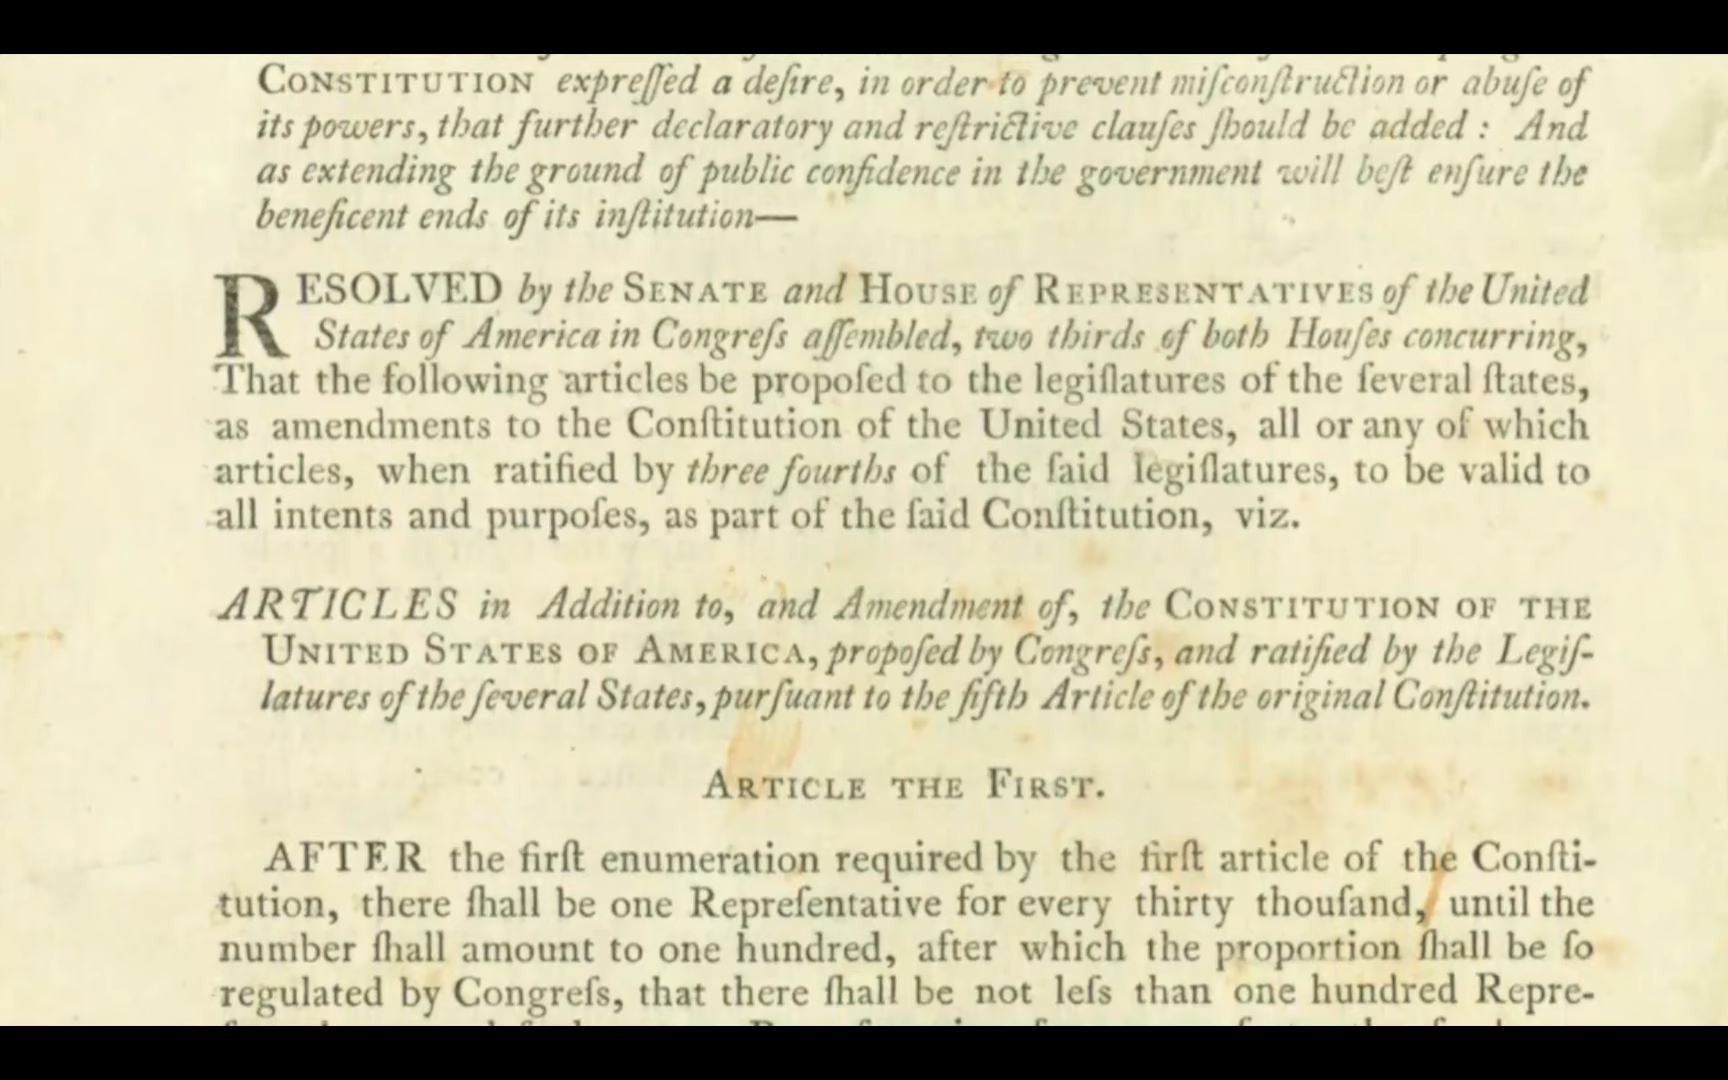 CONSTITUTION expreſſed a deſire, in order to prevent miſconſtruction or abuſe of
its powers, that further declaratory and reſtrictive clauſes ſhould be added : And
as extending the ground of public confidence in the government will beſt enſure the
beneficent ends of its inſtitution—
RESOLVED by the SENATE and HOUSE of REPRESENTATIVES of the United
States of America in Congreſs aſſembled, two thirds of both Houſes concurring,
That the following articles be propoſed to the legiſlatures of the ſeveral ſtates,
as amendments to the Conſtitution of the United States, all or any of which
articles, when ratified by three fourths of the ſaid legiſlatures, to be valid to
all intents and purpoſes, as part of the ſaid Conſtitution, viz.
ARTICLES in Addition to, and Amendment of, the CONSTITUTION OF THE
UNITED STATES OF AMERICA, propoſed by Congreſs, and ratified by the Legiſ-
latures of the ſeveral States, purſuant to the fifth Article of the original Conſtitution.
ARTICLE THE FIRST.
AFTER the firſt enumeration required by the firſt article of the Conſti-
tution, there ſhall be one Repreſentative for every thirty thouſand, until the
number ſhall amount to one hundred, after which the proportion ſhall be ſo
regulated by Congreſs, that there ſhall be not leſs than one hundred Repre-